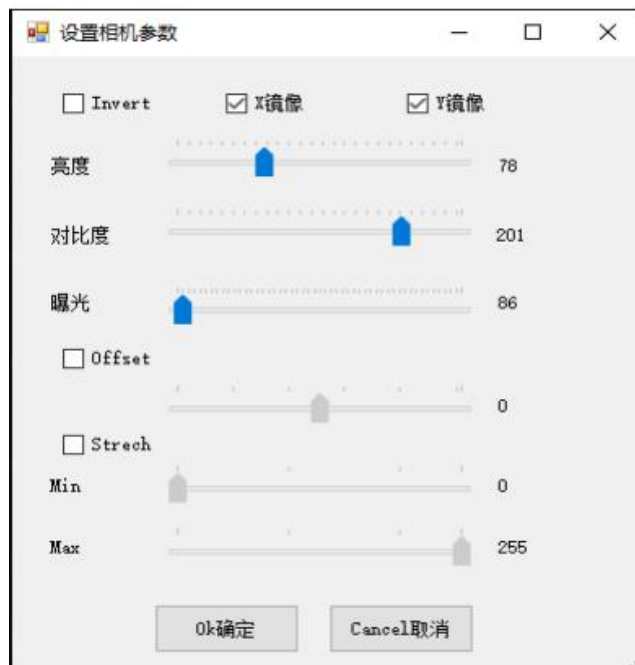 设置相机参数
Invert X镜像 Y镜像
亮度 78
对比度 201
曝光 86
Offset
0
Strech
Min 0
Max 255
Ok确定 Cancel取消